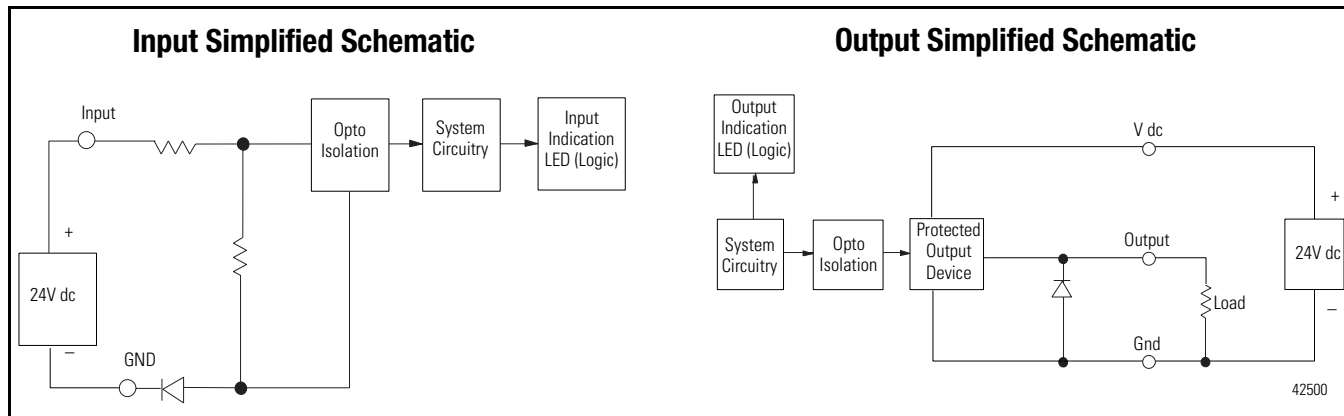 Input Simplified Schematic
Input
Opto
Isolation
System
Circuitry
Input
Indication
LED (Logic)
+
24V dc
–
GND
Output Simplified Schematic
Output
Indication
LED (Logic)
V dc
+
System
Circuitry
Opto
Isolation
Protected
Output
Device
Output
24V dc
Load
–
Gnd
42500